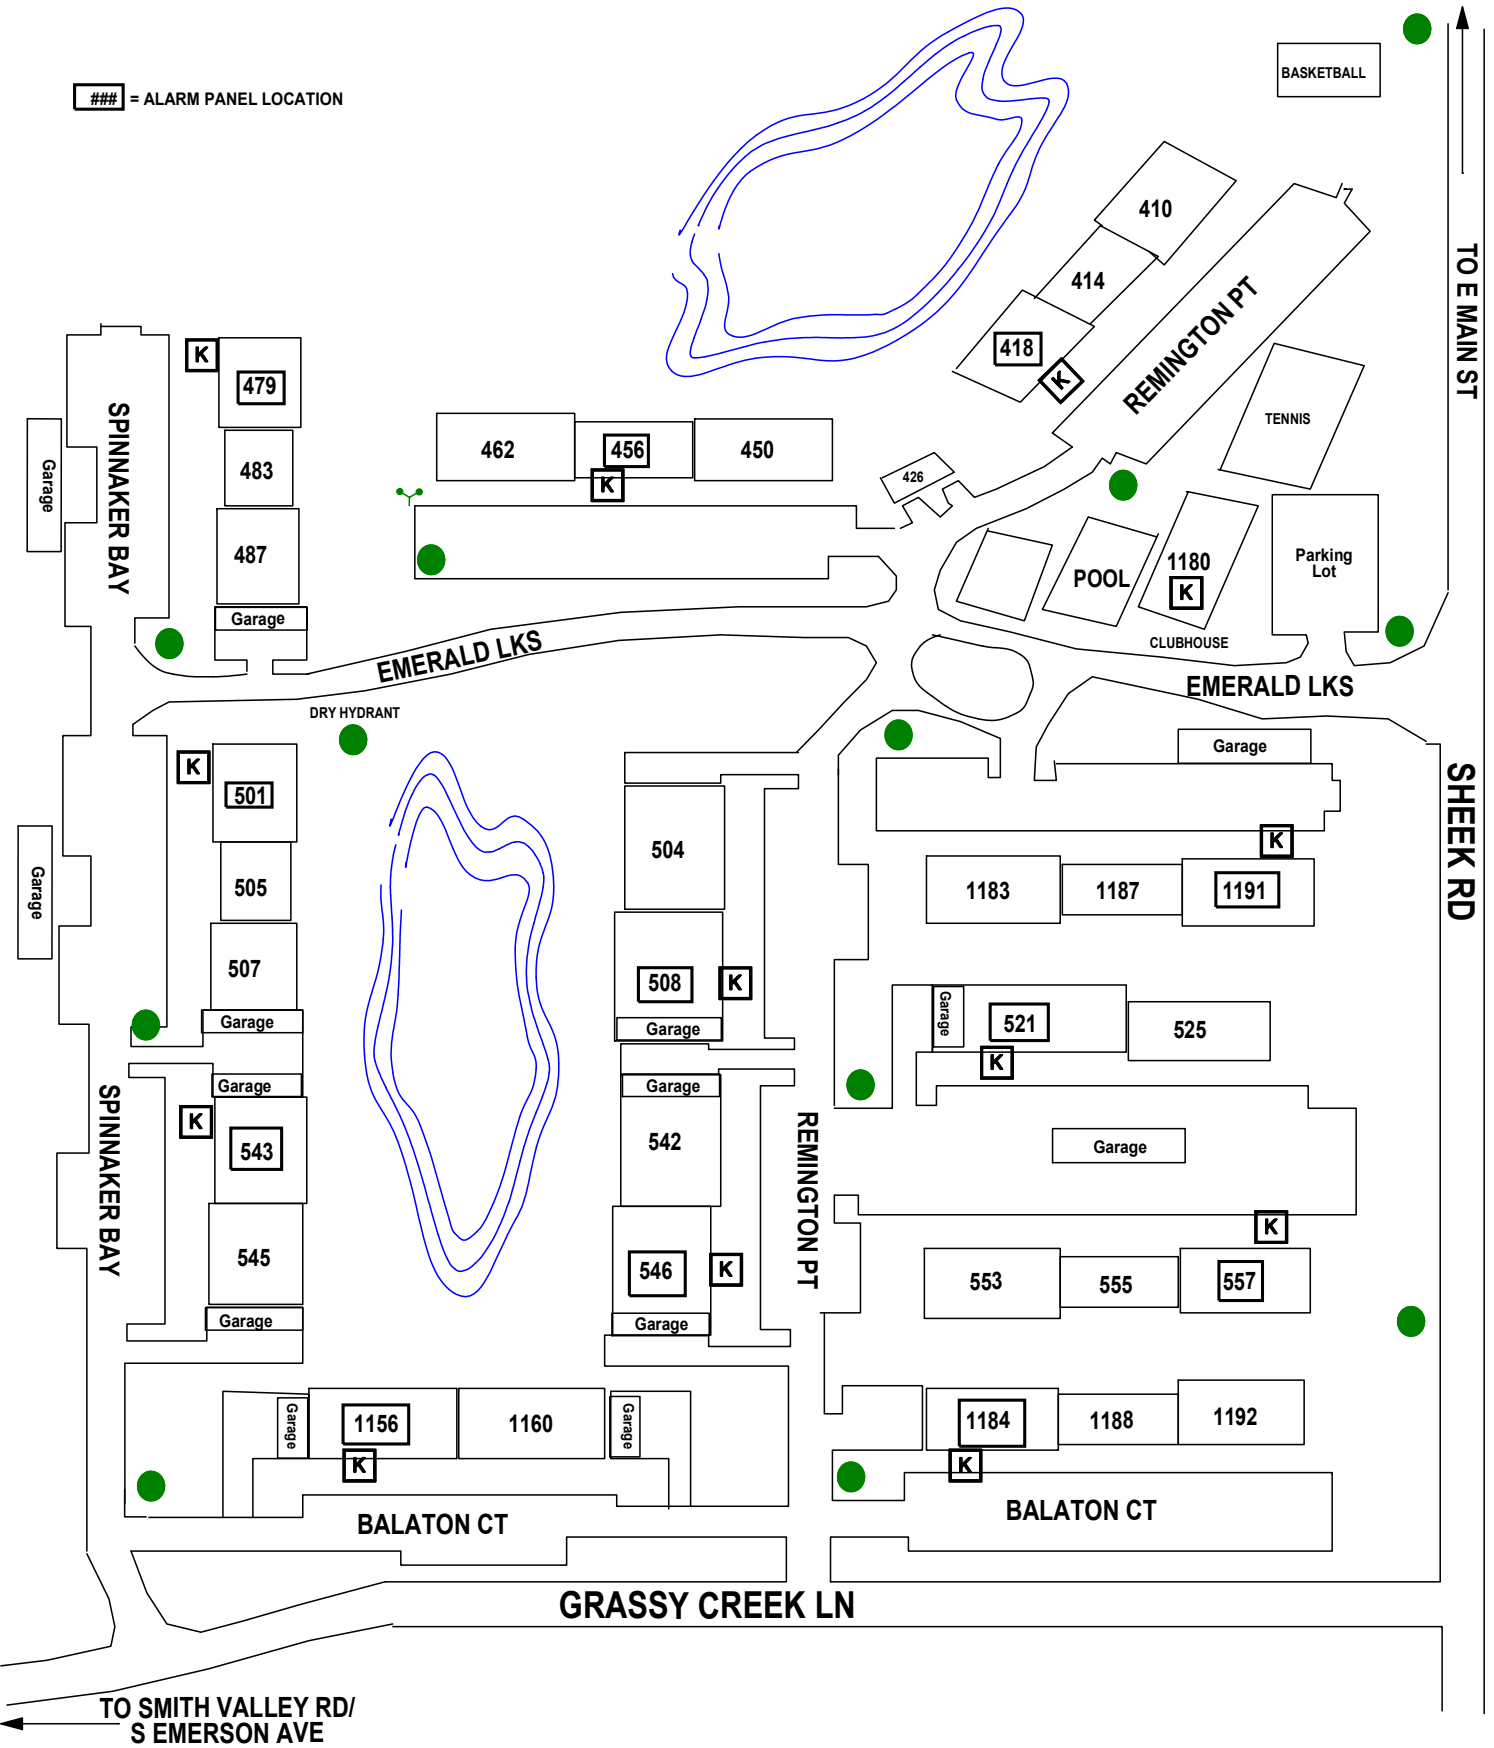 BASKETBALL
### = ALARM PANEL LOCATION
410
TO E MAIN ST
414
418
K
REMINGTON PT
K
479
SPINNAKER BAY
TENNIS
462
456
450
K
483
Garage
426
487
Parking
Lot
1180
POOL
K
Garage
EMERALD LKS
CLUBHOUSE
EMERALD LKS
DRY HYDRANT
Garage
K
501
SHEEK RD
K
504
505
Garage
1183
1187
1191
507
508
K
Garage
Garage
Garage
521
525
K
Garage
Garage
K
543
542
SPINNAKER BAY
REMINGTON PT
Garage
K
545
546
K
553
555
557
Garage
Garage
Garage
1156
1160
Garage
K
1184
1188
1192
K
BALATON CT
BALATON CT
GRASSY CREEK LN
TO SMITH VALLEY RD/
S EMERSON AVE